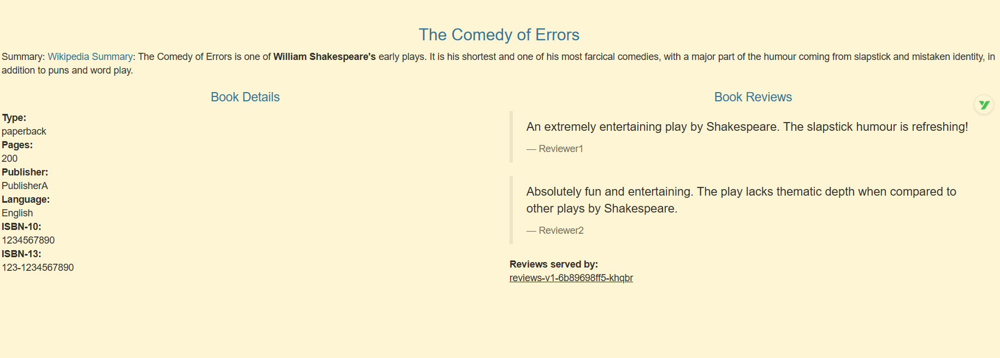 The Comedy of Errors
Summary: Wikipedia Summary: The Comedy of Errors is one of William Shakespeare's early plays. It is his shortest and one of his most farcical comedies, with a major part of the humour coming from slapstick and mistaken identity, in
addition to puns and word play.
Book Details
Type:
paperback
Pages:
200
Publisher:
PublisherA
Language:
English
ISBN-10:
1234567890
ISBN-13:
123-1234567890
Book Reviews
An extremely entertaining play by Shakespeare. The slapstick humour is refreshing!
— Reviewer1
Absolutely fun and entertaining. The play lacks thematic depth when compared to
other plays by Shakespeare.
— Reviewer2
Reviews served by:
reviews-v1-6b89698ff5-khqbr